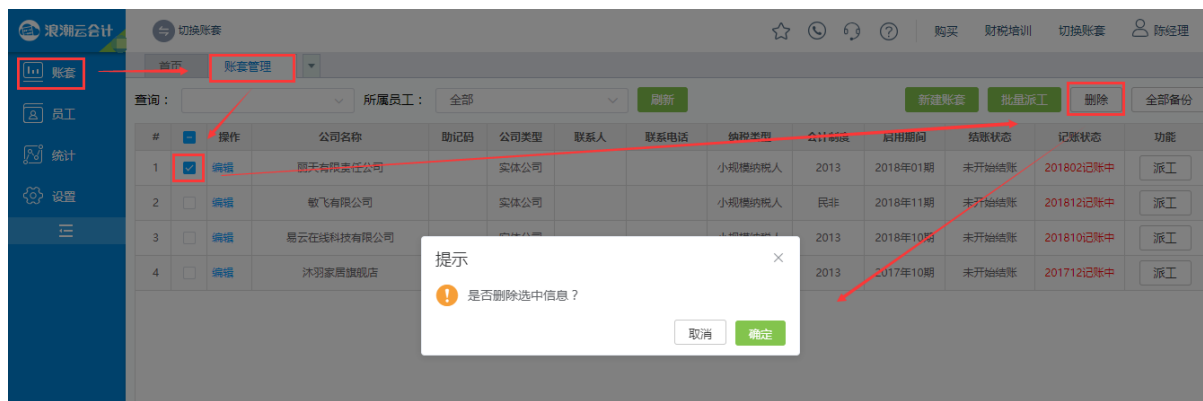 浪潮云会计 切换账套 购买 财税培训 切换账套 陈经理
账套 首页 账套管理
员工 查询： 所属员工： 全部 刷新 新建账套 批量派工 删除 全部备份
统计
设置
# 操作 公司名称 助记码 公司类型 联系人 联系电话 纳税类型 会计制度 启用期间 结账状态 记账状态 功能
1 编辑 丽天有限责任公司 实体公司 小规模纳税人 2013 2018年01期 未开始结账 201802记账中 派工
2 编辑 敏飞有限公司 实体公司 小规模纳税人 民非 2018年11期 未开始结账 201812记账中 派工
3 编辑 易云在线科技有限公司 实体公司 小规模纳税人 2013 2018年10期 未开始结账 201810记账中 派工
4 编辑 沐羽家居旗舰店 2013 2017年10期 未开始结账 201712记账中 派工
提示
是否删除选中信息？
取消 确定